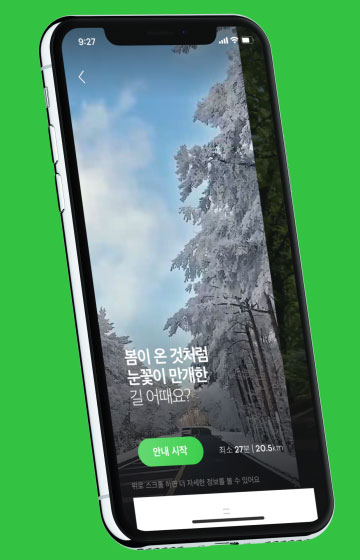 9:27
봄이 온 것처럼
눈꽃이 만개한
길 어때요?
안내 시작
최소 27분 | 20.5km
위로 스크롤 하면 더 자세한 정보를 볼 수 있어요